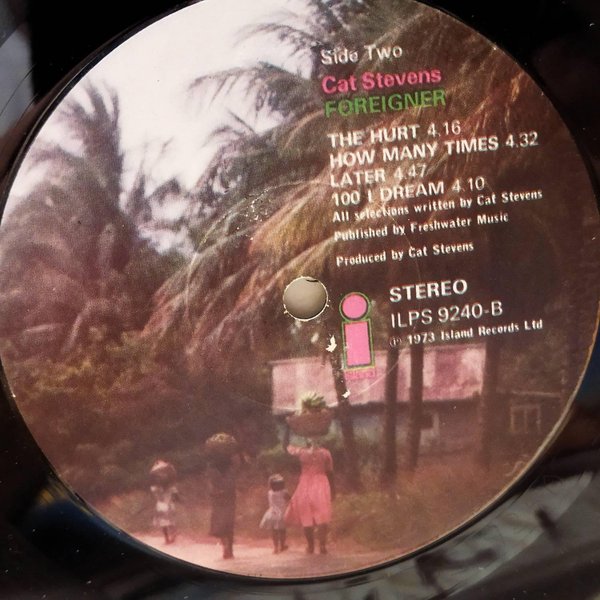 Side Two
Cat Stevens
FOREIGNER
THE HURT 4.16
HOW MANY TIMES 4.32
LATER 4.47
100 I DREAM 4.10
All selections written by Cat Stevens
Published by Freshwater Music
Produced by Cat Stevens
STEREO
ILPS 9240-B
℗ 1973 Island Records Ltd